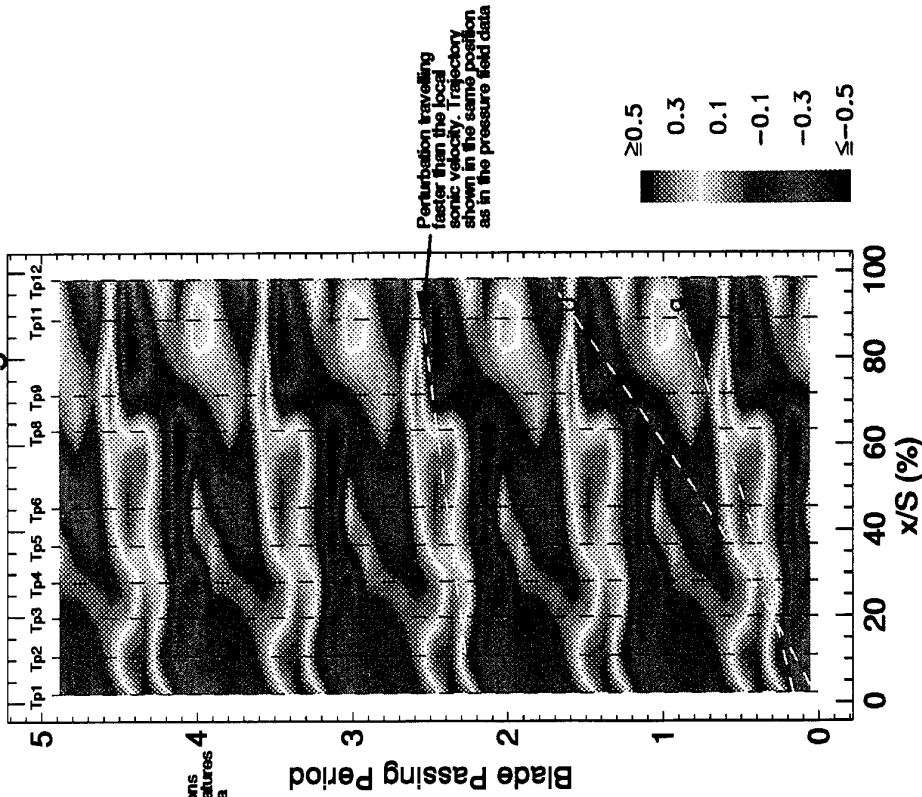 g
Tp1 Tp2 Tp3 Tp4 Tp5 Tp6 Tp8 Tp9 Tp11 Tp12
5
4
3
2
1
0
Blade Passing Period
0 20 40 60 80 100
x/S (%)
ons
atures
a
Perturbation travelling
faster than the local
sonic velocity. Trajectory
shown in the same position
as in the pressure field data
≥0.5
0.3
0.1
-0.1
-0.3
≤-0.5